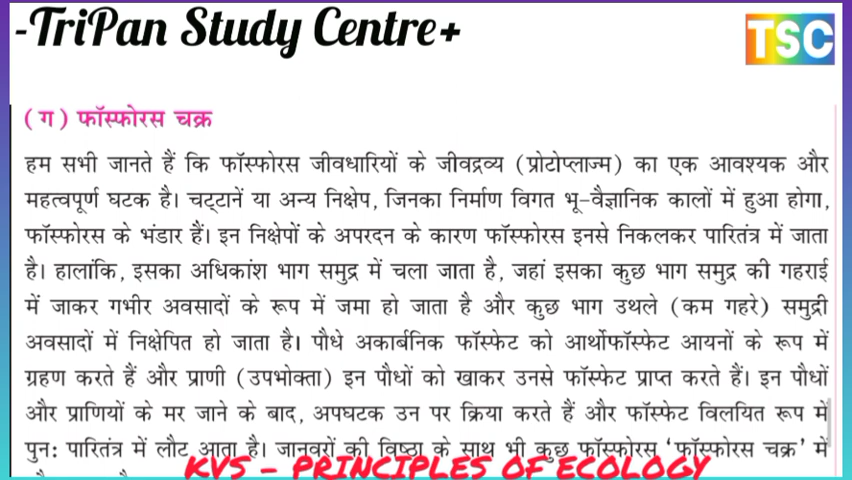 -TriPan Study Centre+
TSC
(ग) फॉस्फोरस चक्र
हम सभी जानते हैं कि फॉस्फोरस जीवधारियों के जीवद्रव्य (प्रोटोप्लाज्म) का एक आवश्यक और
महत्वपूर्ण घटक है। चट्टानें या अन्य निक्षेप, जिनका निर्माण विगत भू-वैज्ञानिक कालों में हुआ होगा,
फॉस्फोरस के भंडार हैं। इन निक्षेपों के अपरदन के कारण फॉस्फोरस इनसे निकलकर पारितंत्र में जाता
है। हालांकि, इसका अधिकांश भाग समुद्र में चला जाता है, जहां इसका कुछ भाग समुद्र की गहराई
में जाकर गभीर अवसादों के रूप में जमा हो जाता है और कुछ भाग उथले (कम गहरे) समुद्री
अवसादों में निक्षेपित हो जाता है। पौधे अकार्बनिक फॉस्फेट को आर्थोफॉस्फेट आयनों के रूप में
ग्रहण करते हैं और प्राणी (उपभोक्ता) इन पौधों को खाकर उनसे फॉस्फेट प्राप्त करते हैं। इन पौधों
और प्राणियों के मर जाने के बाद, अपघटक उन पर क्रिया करते हैं और फॉस्फेट विलयित रूप में
पुन: पारितंत्र में लौट आता है। जानवरों की विष्ठा के साथ भी कुछ फॉस्फोरस 'फॉस्फोरस चक्र' में
KVS - PRINCIPLES OF ECOLOGY